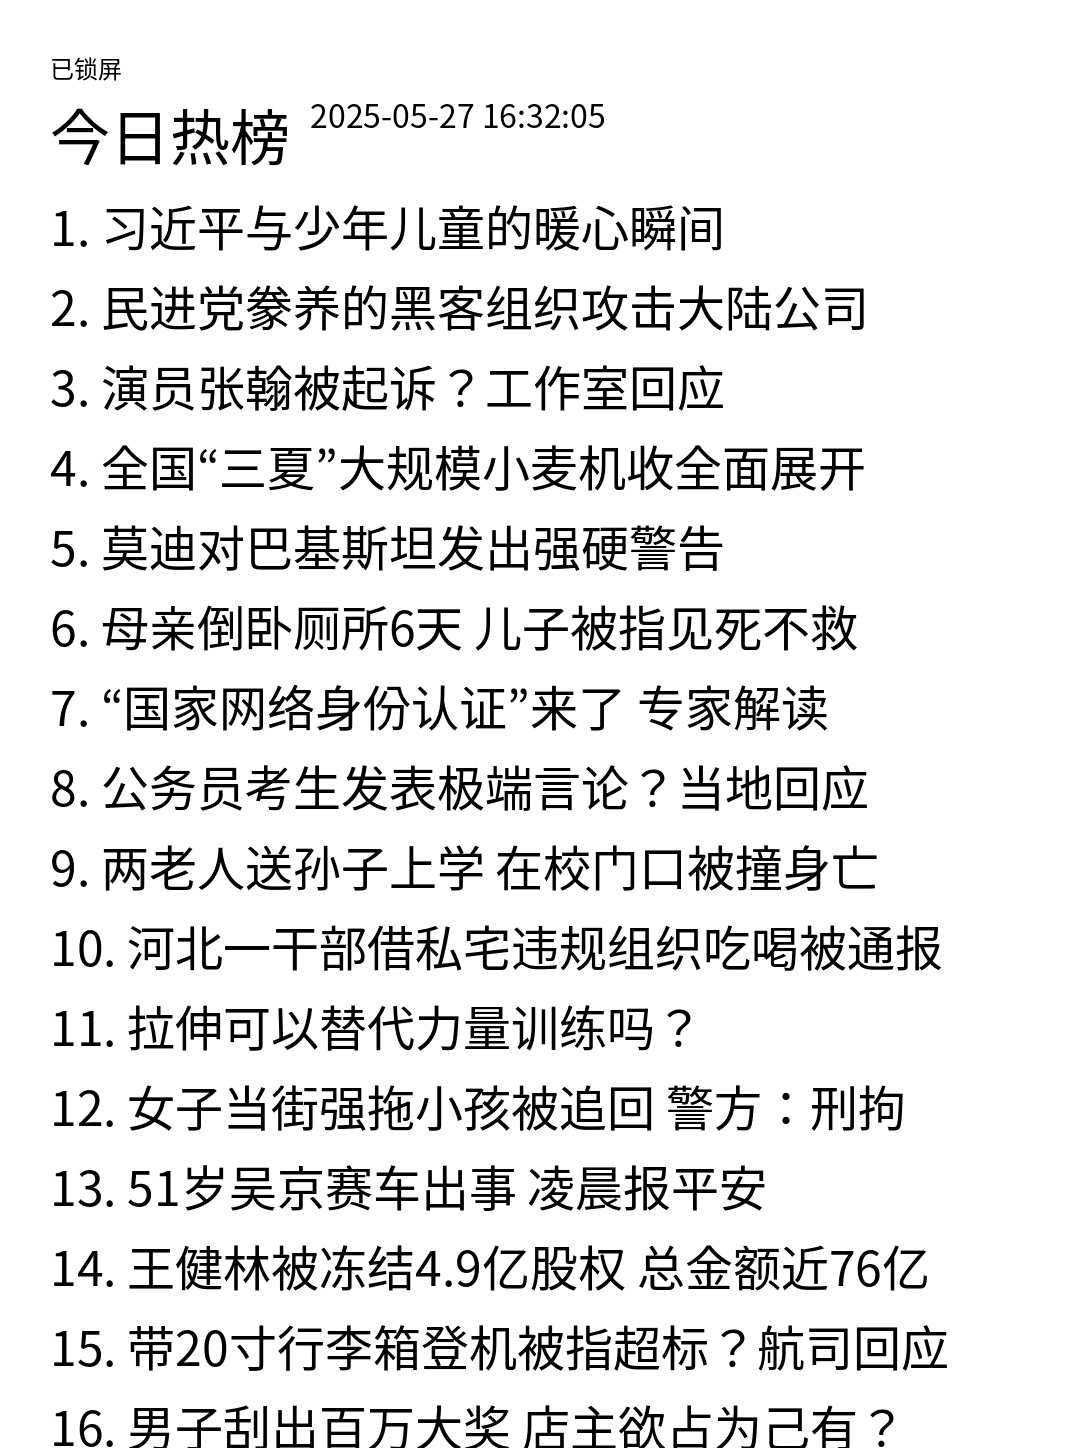 已锁屏
今日热榜 2025-05-27 16:32:05
1. 习近平与少年儿童的暖心瞬间
2. 民进党豢养的黑客组织攻击大陆公司
3. 演员张翰被起诉？工作室回应
4. 全国“三夏”大规模小麦机收全面展开
5. 莫迪对巴基斯坦发出强硬警告
6. 母亲倒卧厕所6天 儿子被指见死不救
7. “国家网络身份认证”来了 专家解读
8. 公务员考生发表极端言论？当地回应
9. 两老人送孙子上学 在校门口被撞身亡
10. 河北一干部借私宅违规组织吃喝被通报
11. 拉伸可以替代力量训练吗？
12. 女子当街强拖小孩被追回 警方：刑拘
13. 51岁吴京赛车出事 凌晨报平安
14. 王健林被冻结4.9亿股权 总金额近76亿
15. 带20寸行李箱登机被指超标？航司回应
16. 男子刮出百万大奖 店主欲占为己有？